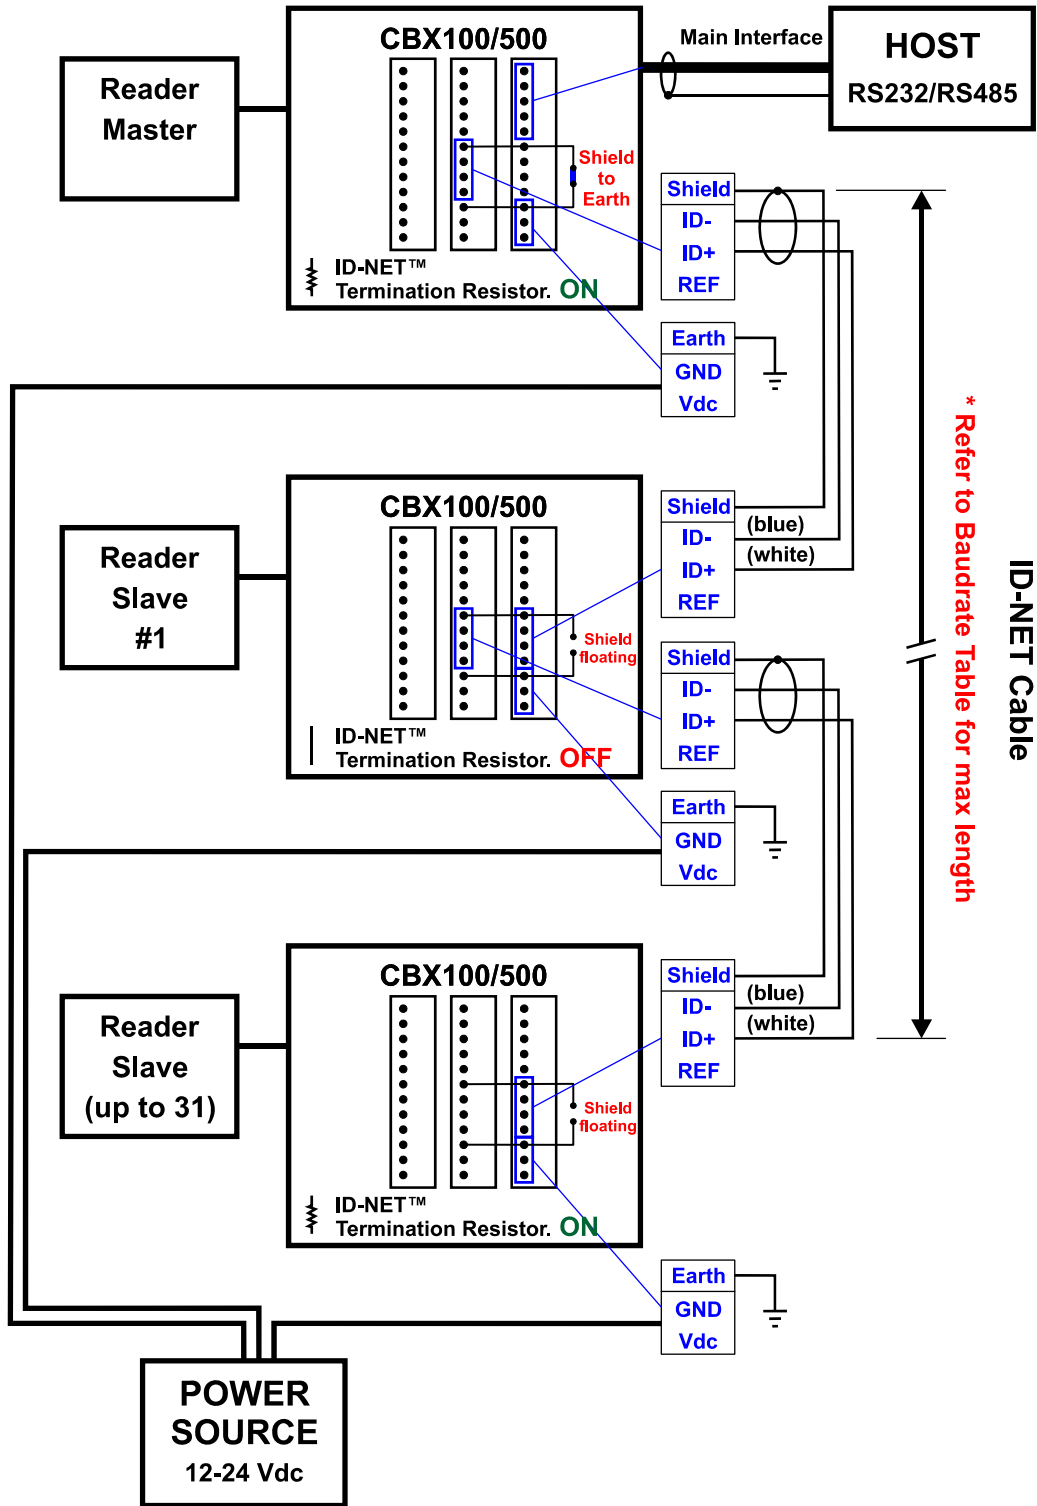 CBX100/500
Main Interface
HOST
RS232/RS485
Reader
Master
Shield
to
Earth
ID-NET™
Termination Resistor. ON
Shield
ID-
ID+
REF
Earth
GND
Vdc
CBX100/500
Reader
Slave
#1
Shield
floating
ID-NET™
Termination Resistor. OFF
Shield
ID- (blue)
ID+ (white)
REF
Shield
ID-
ID+
REF
Earth
GND
Vdc
ID-NET Cable
* Refer to Baudrate Table for max length
CBX100/500
Reader
Slave
(up to 31)
Shield
floating
ID-NET™
Termination Resistor. ON
Shield
ID- (blue)
ID+ (white)
REF
Earth
GND
Vdc
POWER
SOURCE
12-24 Vdc